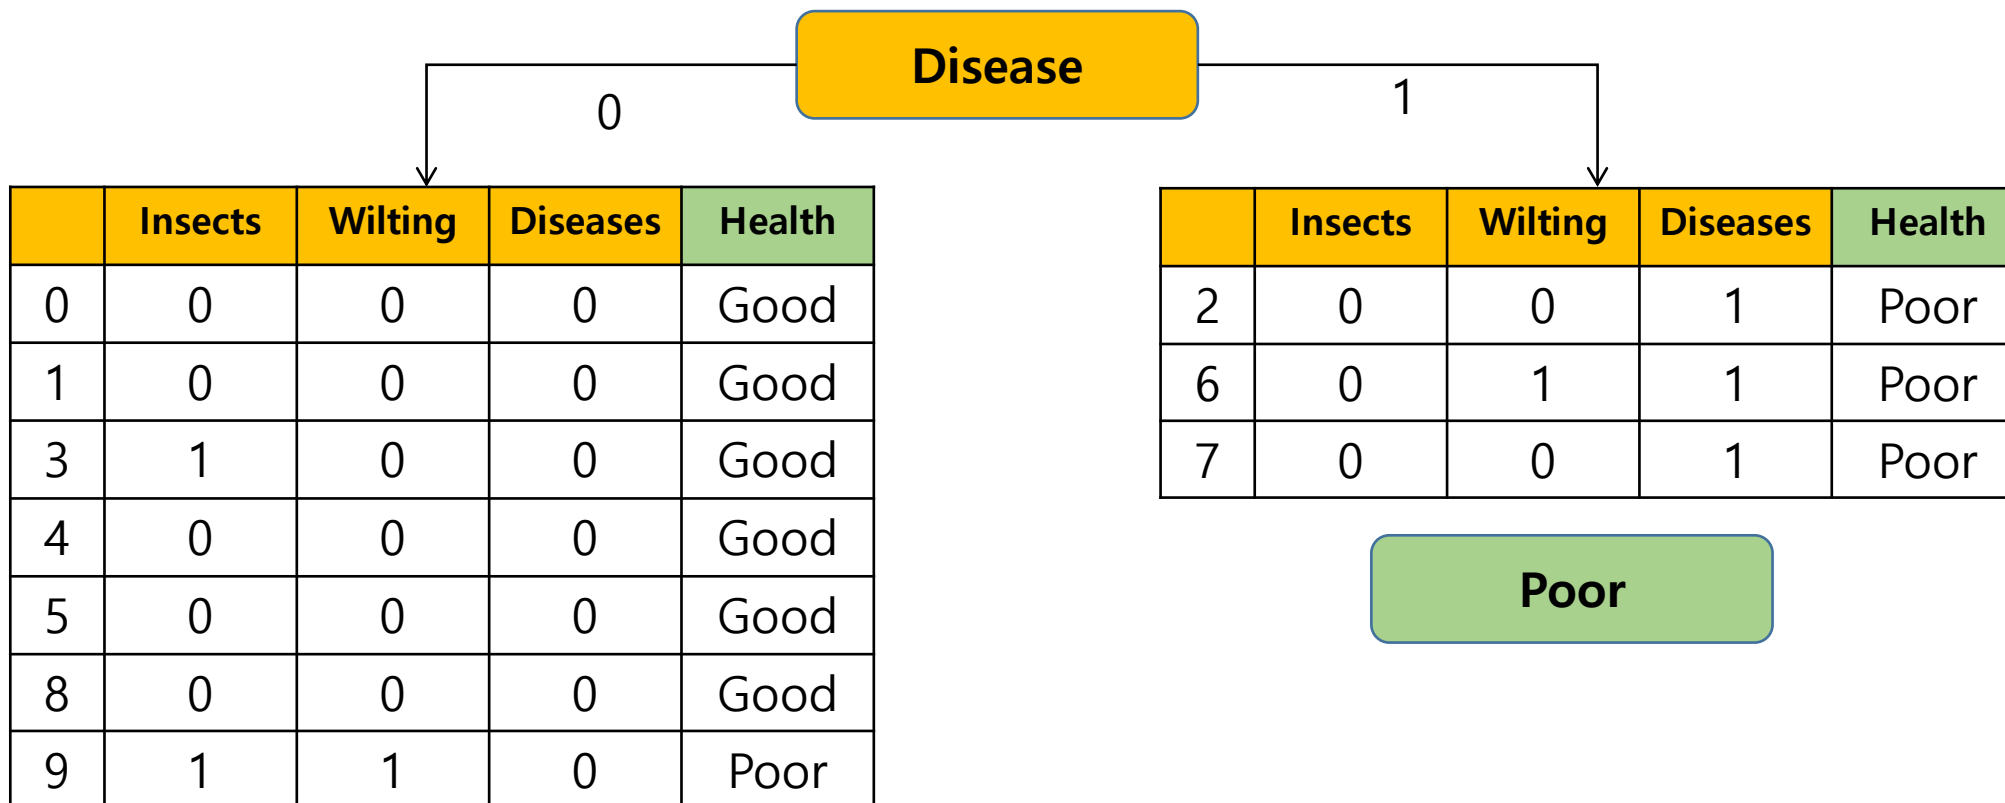 Disease
0
1
Insects Wilting Diseases Health
0 0 0 0 Good
1 0 0 0 Good
3 1 0 0 Good
4 0 0 0 Good
5 0 0 0 Good
8 0 0 0 Good
9 1 1 0 Poor
Insects Wilting Diseases Health
2 0 0 1 Poor
6 0 1 1 Poor
7 0 0 1 Poor
Poor